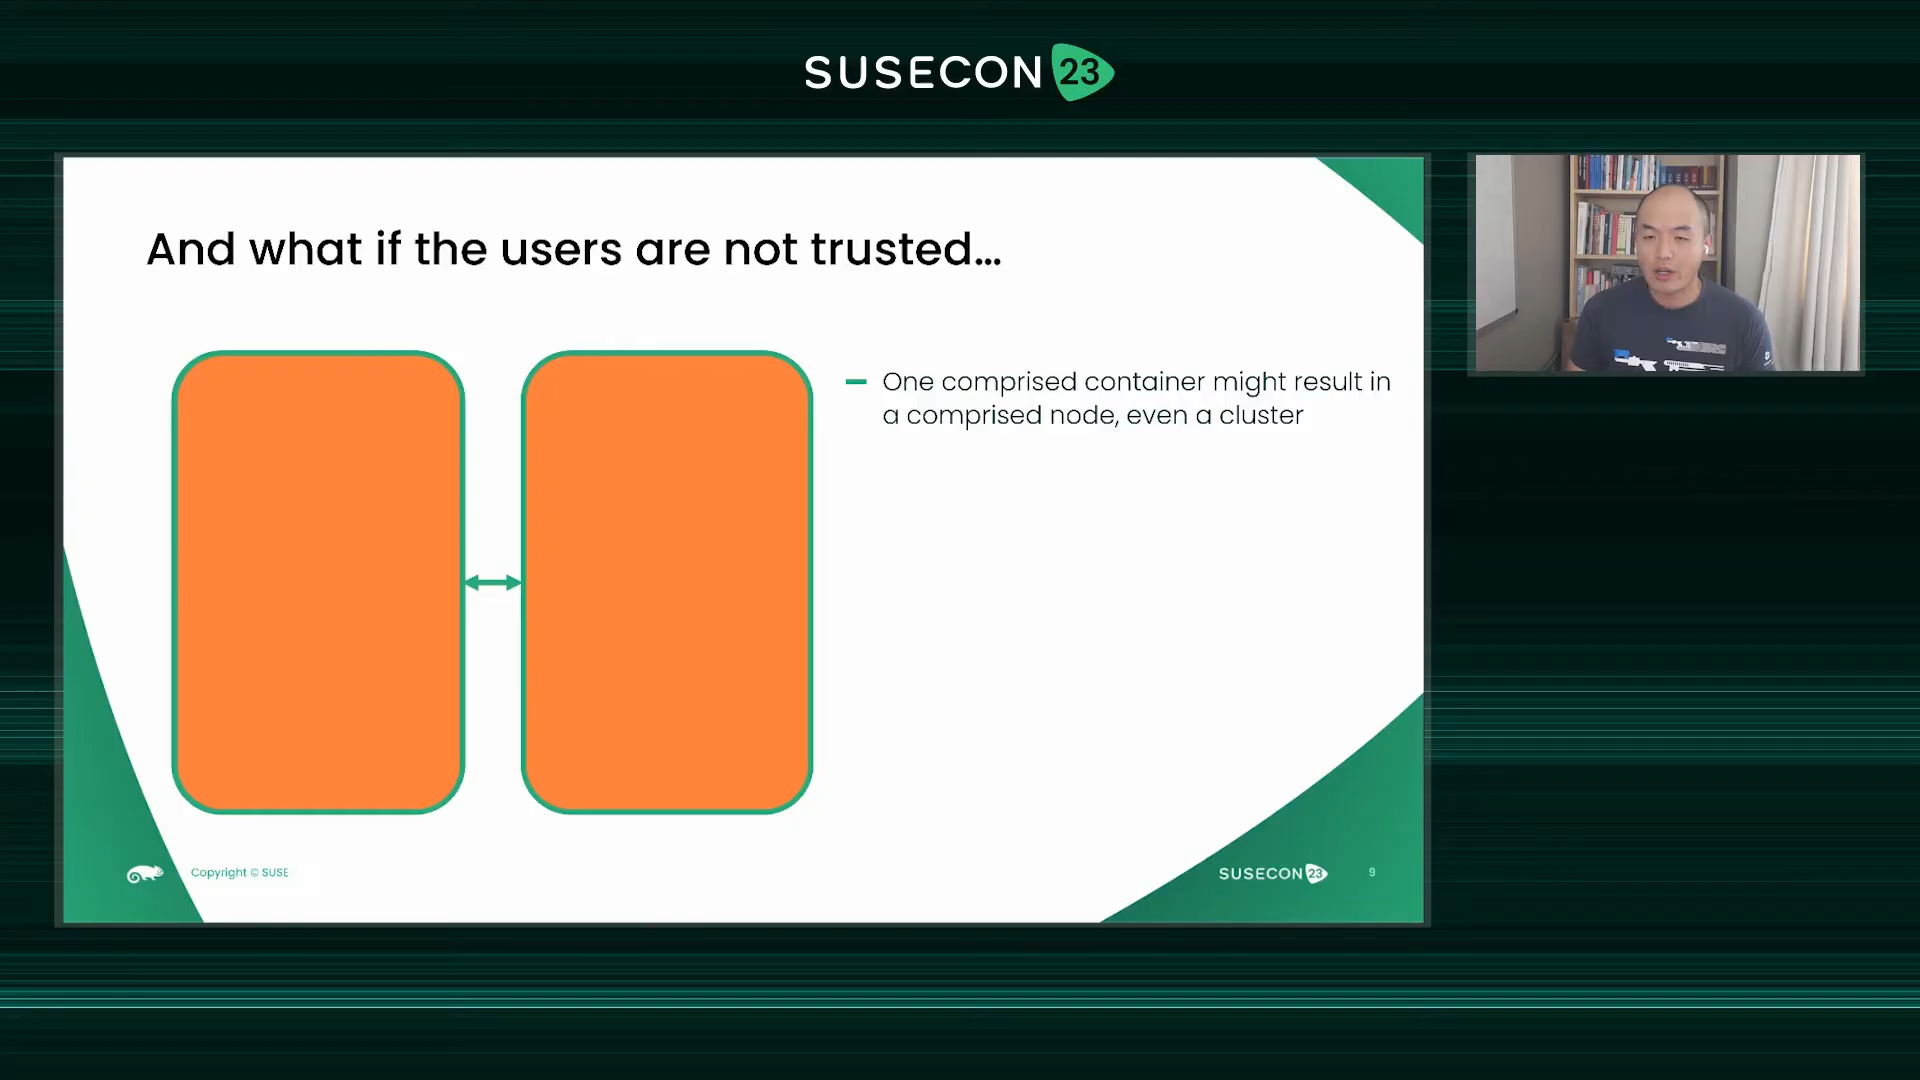 SUSECON 23
And what if the users are not trusted...
One comprised container might result in
a comprised node, even a cluster
Copyright © SUSE
SUSECON 23
9